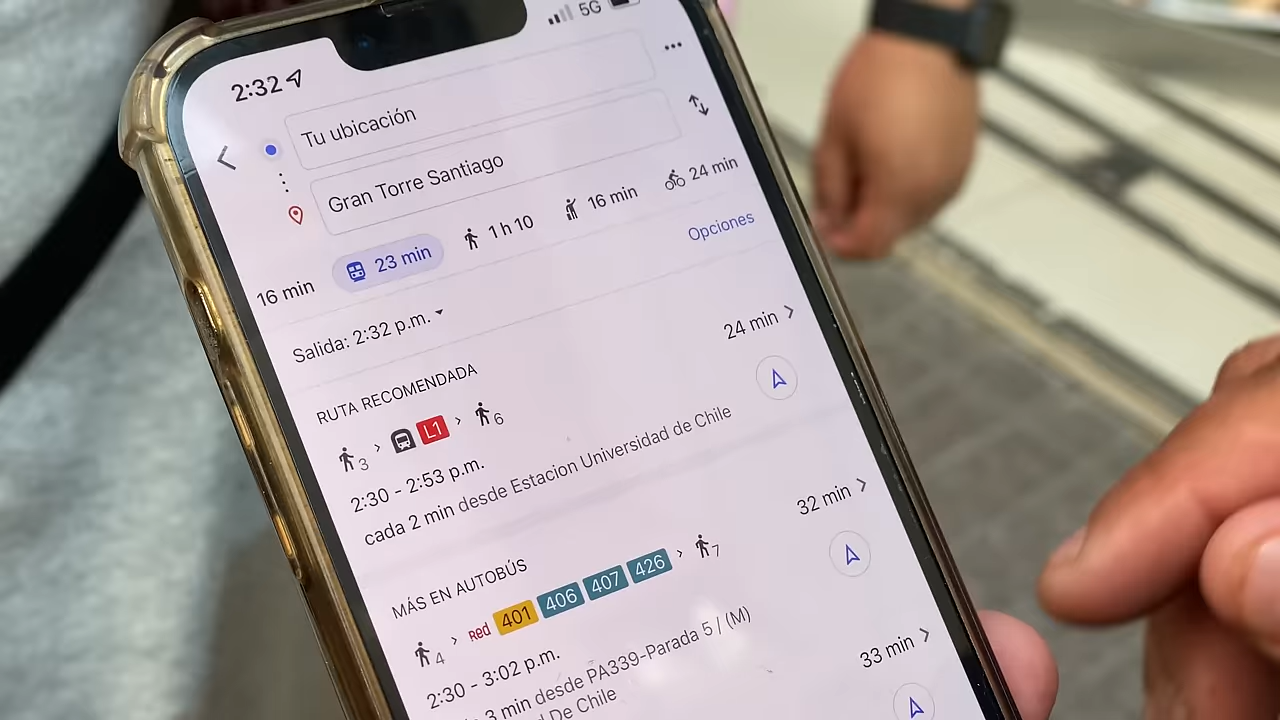 2:32 5G
Tu ubicación
Gran Torre Santiago
16 min 23 min 1 h 10 16 min 24 min
Salida: 2:32 p.m. Opciones
RUTA RECOMENDADA 24 min
3 L1 6
2:30 - 2:53 p.m.
cada 2 min desde Estacion Universidad de Chile
MÁS EN AUTOBÚS 32 min
4 Red 401 406 407 426 7
2:30 - 3:02 p.m.
3 min desde PA339-Parada 5 / (M)
De Chile
33 min